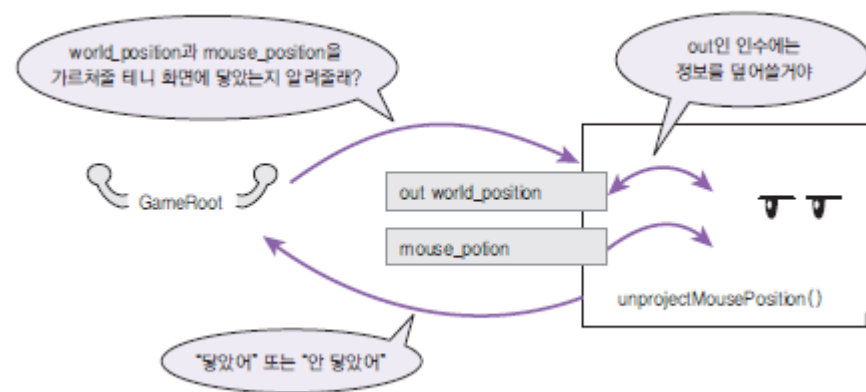 world_position과 mouse_position을
가르쳐줄 테니 화면에 닿았는지 알려줄래?
out인 인수에는
정보를 덮어쓸거야
GameRoot
out world_position
mouse_potion
unprojectMousePosition()
“닿았어” 또는 “안 닿았어”